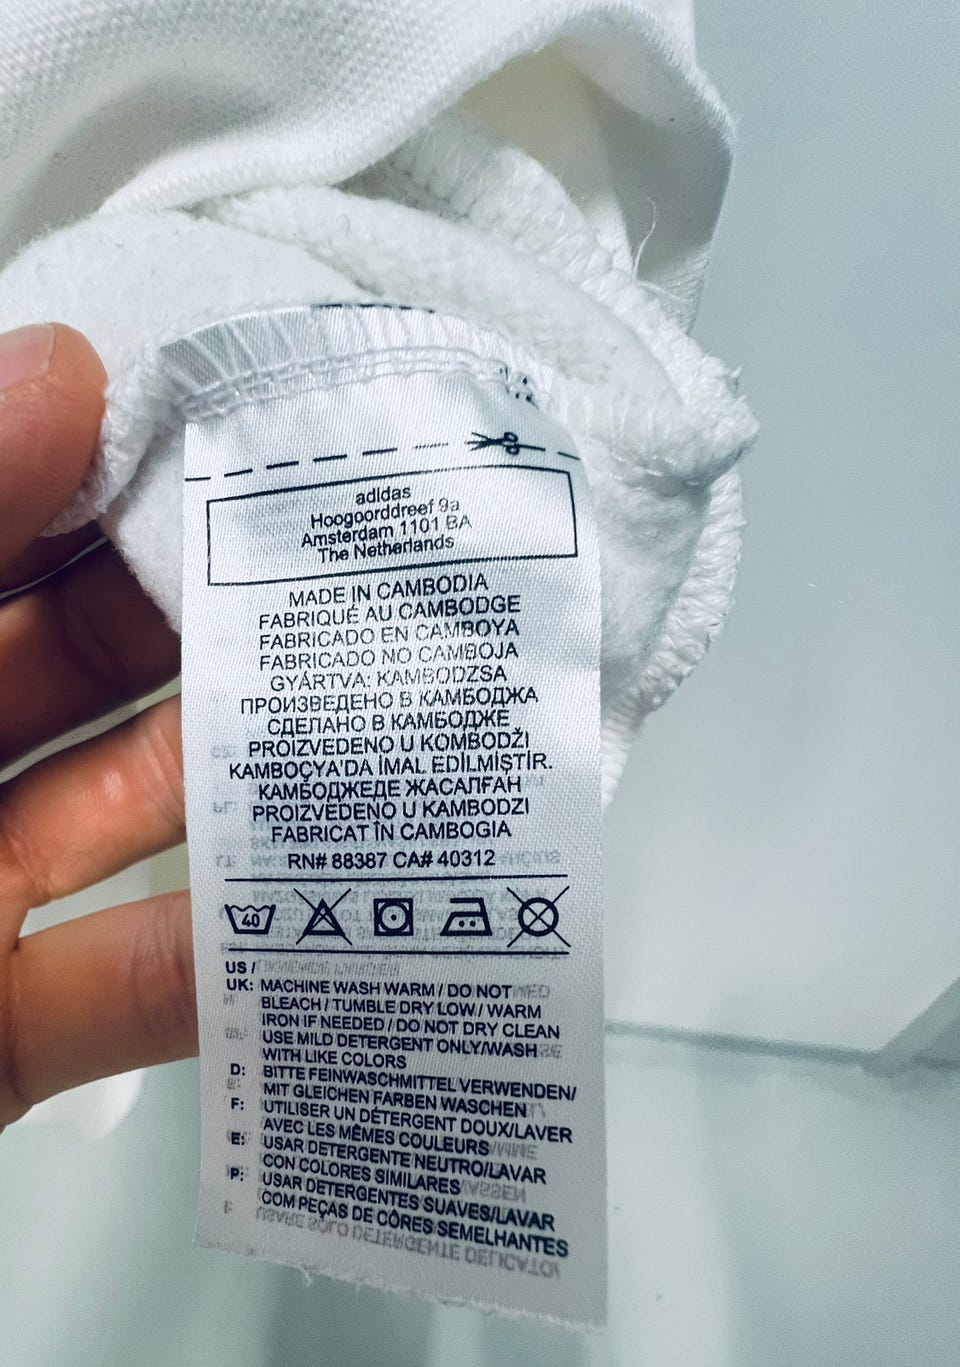 adidas
Hoogoorddreef 9a
Amsterdam 1101 BA
The Netherlands
MADE IN CAMBODIA
FABRIQUÉ AU CAMBODGE
FABRICADO EN CAMBOYA
FABRICADO NO CAMBOJA
GYÁRTVA: KAMBODZSA
ПРОИЗВЕДЕНО В КАМБОДЖА
СДЕЛАНО В КАМБОДЖЕ
PROIZVEDENO U KOMBODŽI
KAMBOÇYA'DA İMAL EDİLMİŞTİR.
КАМБОДЖЕДЕ ЖАСАЛҒАН
PROIZVEDENO U KAMBODZI
FABRICAT ÎN CAMBOGIA
RN# 88387 CA# 40312
40
US /
UK: MACHINE WASH WARM / DO NOT
BLEACH / TUMBLE DRY LOW / WARM
IRON IF NEEDED / DO NOT DRY CLEAN
USE MILD DETERGENT ONLY/WASH
WITH LIKE COLORS
D: BITTE FEINWASCHMITTEL VERWENDEN/
MIT GLEICHEN FARBEN WASCHEN
F: UTILISER UN DÉTERGENT DOUX/LAVER
AVEC LES MÊMES COULEURS
E: USAR DETERGENTE NEUTRO/LAVAR
CON COLORES SIMILARES
P: USAR DETERGENTES SUAVES/LAVAR
COM PEÇAS DE CÔRES SEMELHANTES